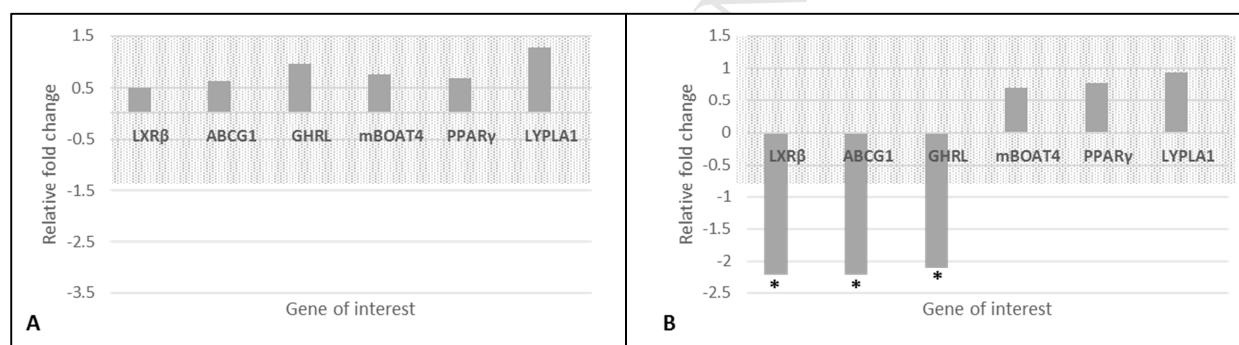 1.5
0.5
-0.5
-1.5
-2.5
-3.5
Relative fold change
LXRβ ABCG1 GHRL mBOAT4 PPARγ LYPLA1
Gene of interest
A
1.5
1
0.5
0
-0.5
-1
-1.5
-2
-2.5
Relative fold change
LXRβ ABCG1 GHRL mBOAT4 PPARγ LYPLA1
* * *
Gene of interest
B